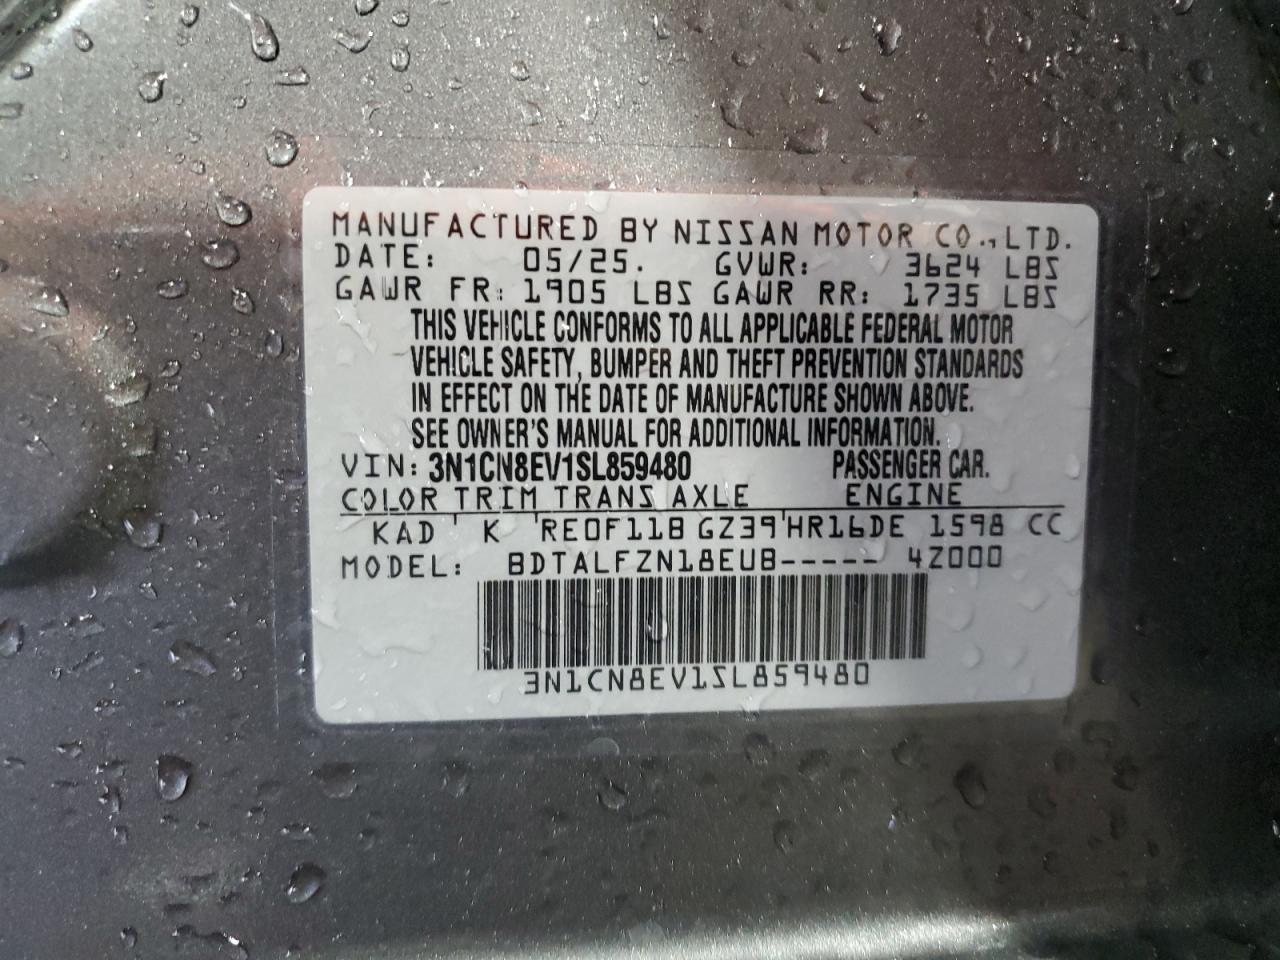 MANUFACTURED BY NISSAN MOTOR CO.,LTD.
DATE: 05/25. GVWR: 3624 LBS
GAWR FR: 1905 LBS GAWR RR: 1735 LBS
THIS VEHICLE CONFORMS TO ALL APPLICABLE FEDERAL MOTOR
VEHICLE SAFETY, BUMPER AND THEFT PREVENTION STANDARDS
IN EFFECT ON THE DATE OF MANUFACTURE SHOWN ABOVE.
SEE OWNER'S MANUAL FOR ADDITIONAL INFORMATION.
VIN: 3N1CN8EV1SL859480 PASSENGER CAR.
COLOR TRIM TRANS AXLE ENGINE
KAD K RE0F11B GZ39 HR16DE 1598 CC
MODEL: BDTALFZN18EUB----- 4Z000
3N1CN8EV1SL859480